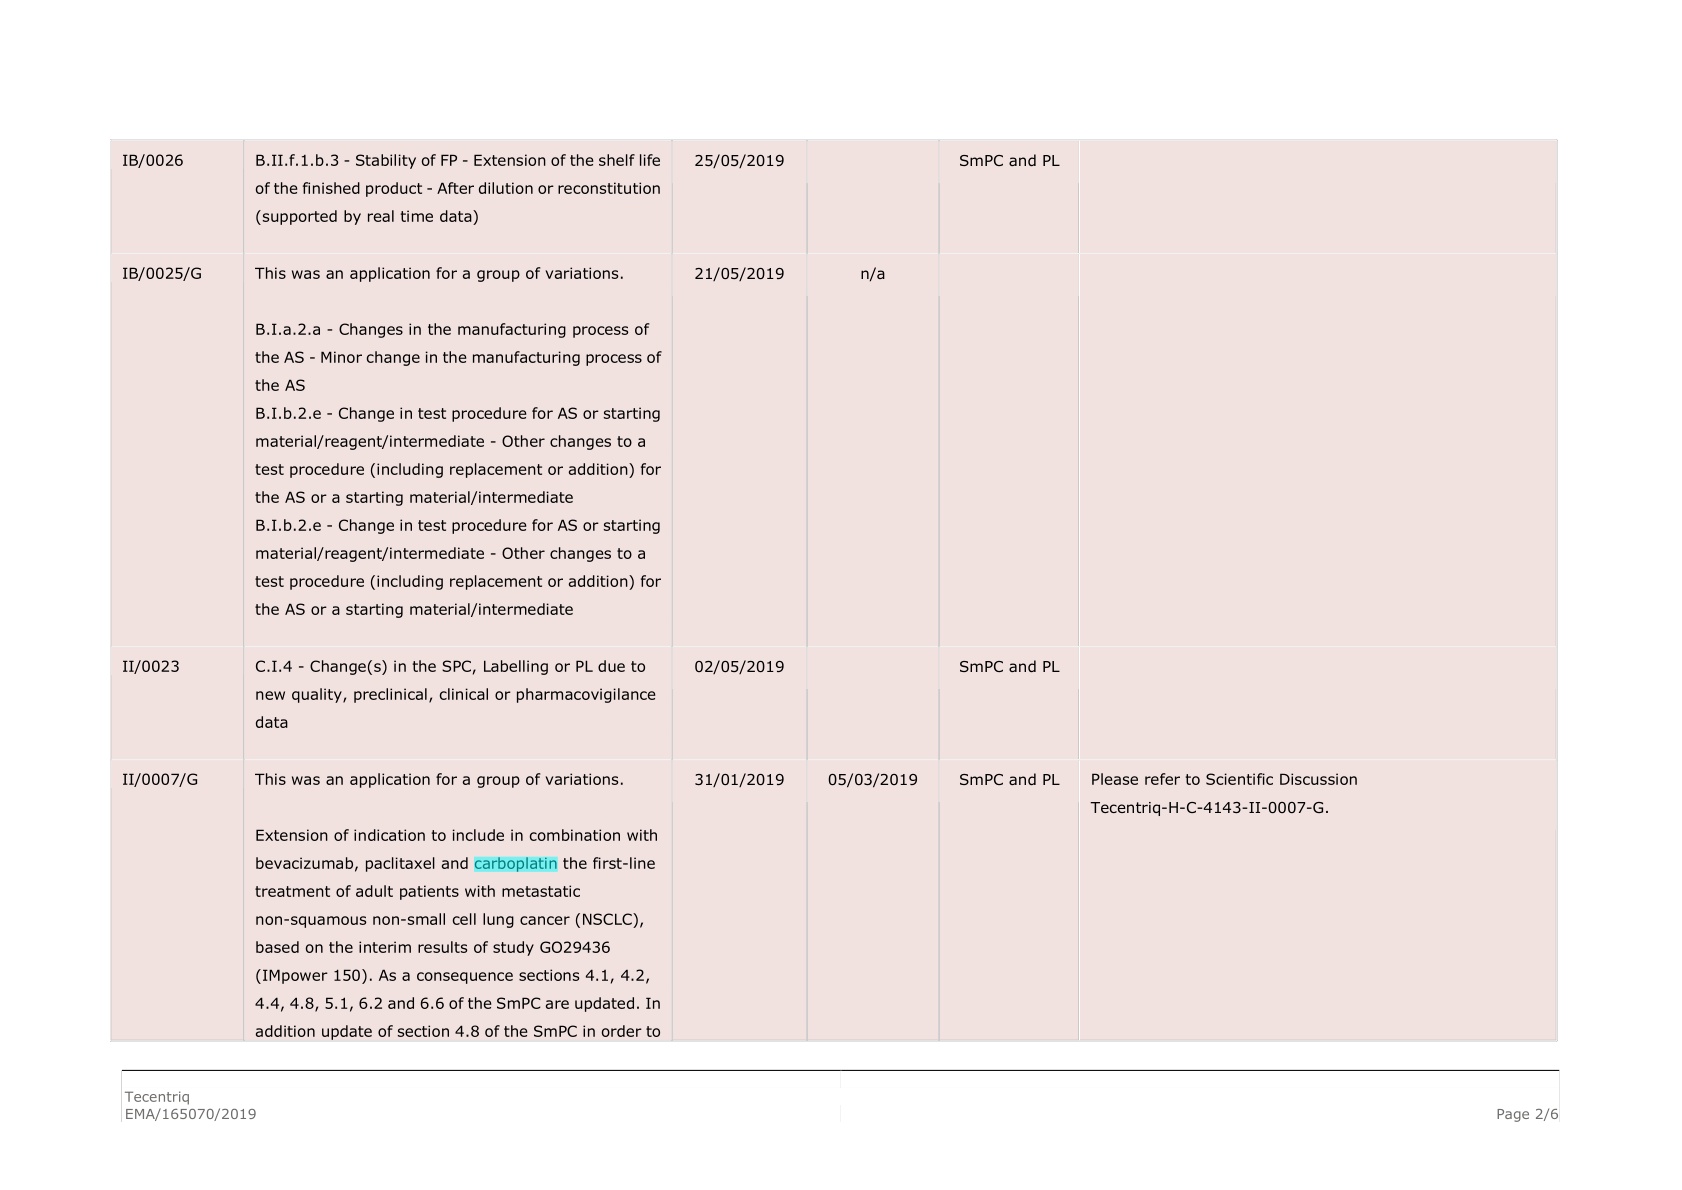 IB/0026
B.II.f.1.b.3 - Stability of FP - Extension of the shelf life
of the finished product - After dilution or reconstitution
(supported by real time data)
25/05/2019
SmPC and PL
IB/0025/G
This was an application for a group of variations.
B.I.a.2.a - Changes in the manufacturing process of
the AS - Minor change in the manufacturing process of
the AS
B.I.b.2.e - Change in test procedure for AS or starting
material/reagent/intermediate - Other changes to a
test procedure (including replacement or addition) for
the AS or a starting material/intermediate
B.I.b.2.e - Change in test procedure for AS or starting
material/reagent/intermediate - Other changes to a
test procedure (including replacement or addition) for
the AS or a starting material/intermediate
21/05/2019
n/a
II/0023
C.I.4 - Change(s) in the SPC, Labelling or PL due to
new quality, preclinical, clinical or pharmacovigilance
data
02/05/2019
SmPC and PL
II/0007/G
This was an application for a group of variations.
Extension of indication to include in combination with
bevacizumab, paclitaxel and carboplatin the first-line
treatment of adult patients with metastatic
non-squamous non-small cell lung cancer (NSCLC),
based on the interim results of study GO29436
(IMpower 150). As a consequence sections 4.1, 4.2,
4.4, 4.8, 5.1, 6.2 and 6.6 of the SmPC are updated. In
addition update of section 4.8 of the SmPC in order to
31/01/2019
05/03/2019
SmPC and PL
Please refer to Scientific Discussion
Tecentriq-H-C-4143-II-0007-G.
Tecentriq
EMA/165070/2019
Page 2/6